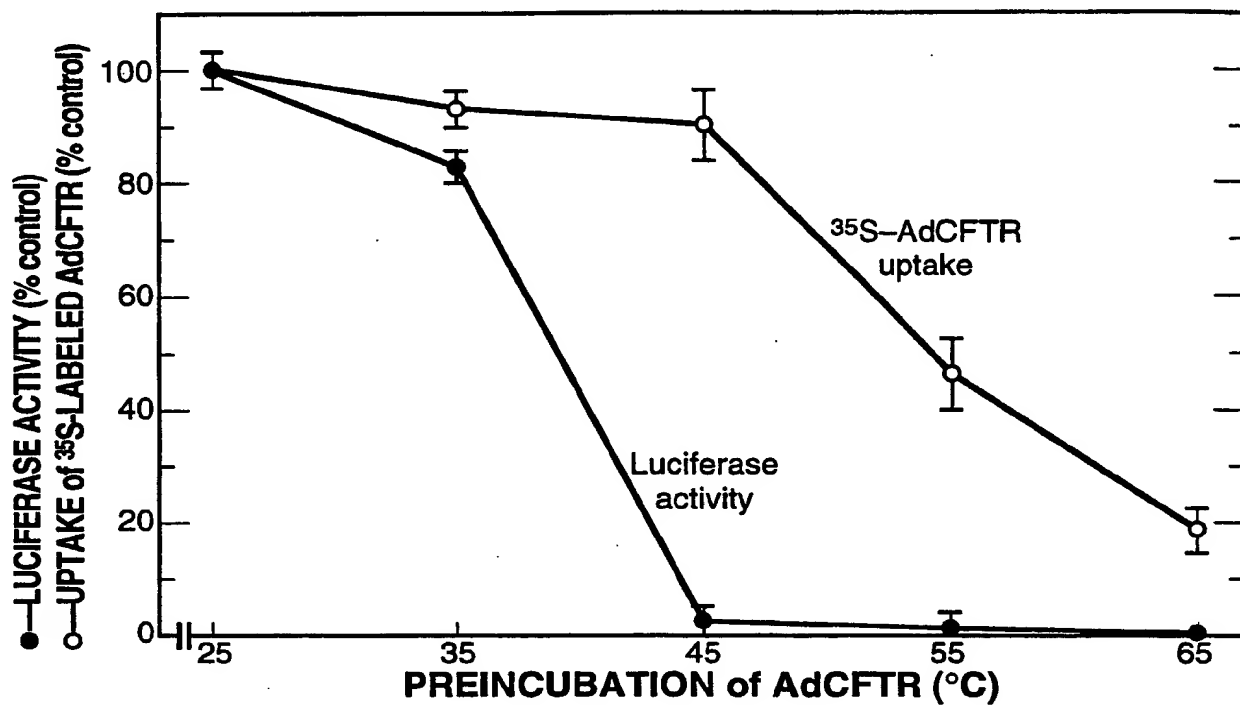 ●—LUCIFERASE ACTIVITY (% control)
○—UPTAKE of ³⁵S-LABELED AdCFTR (% control)
100
80
60
40
20
0
³⁵S–AdCFTR
uptake
Luciferase
activity
25 35 45 55 65
PREINCUBATION of AdCFTR (°C)